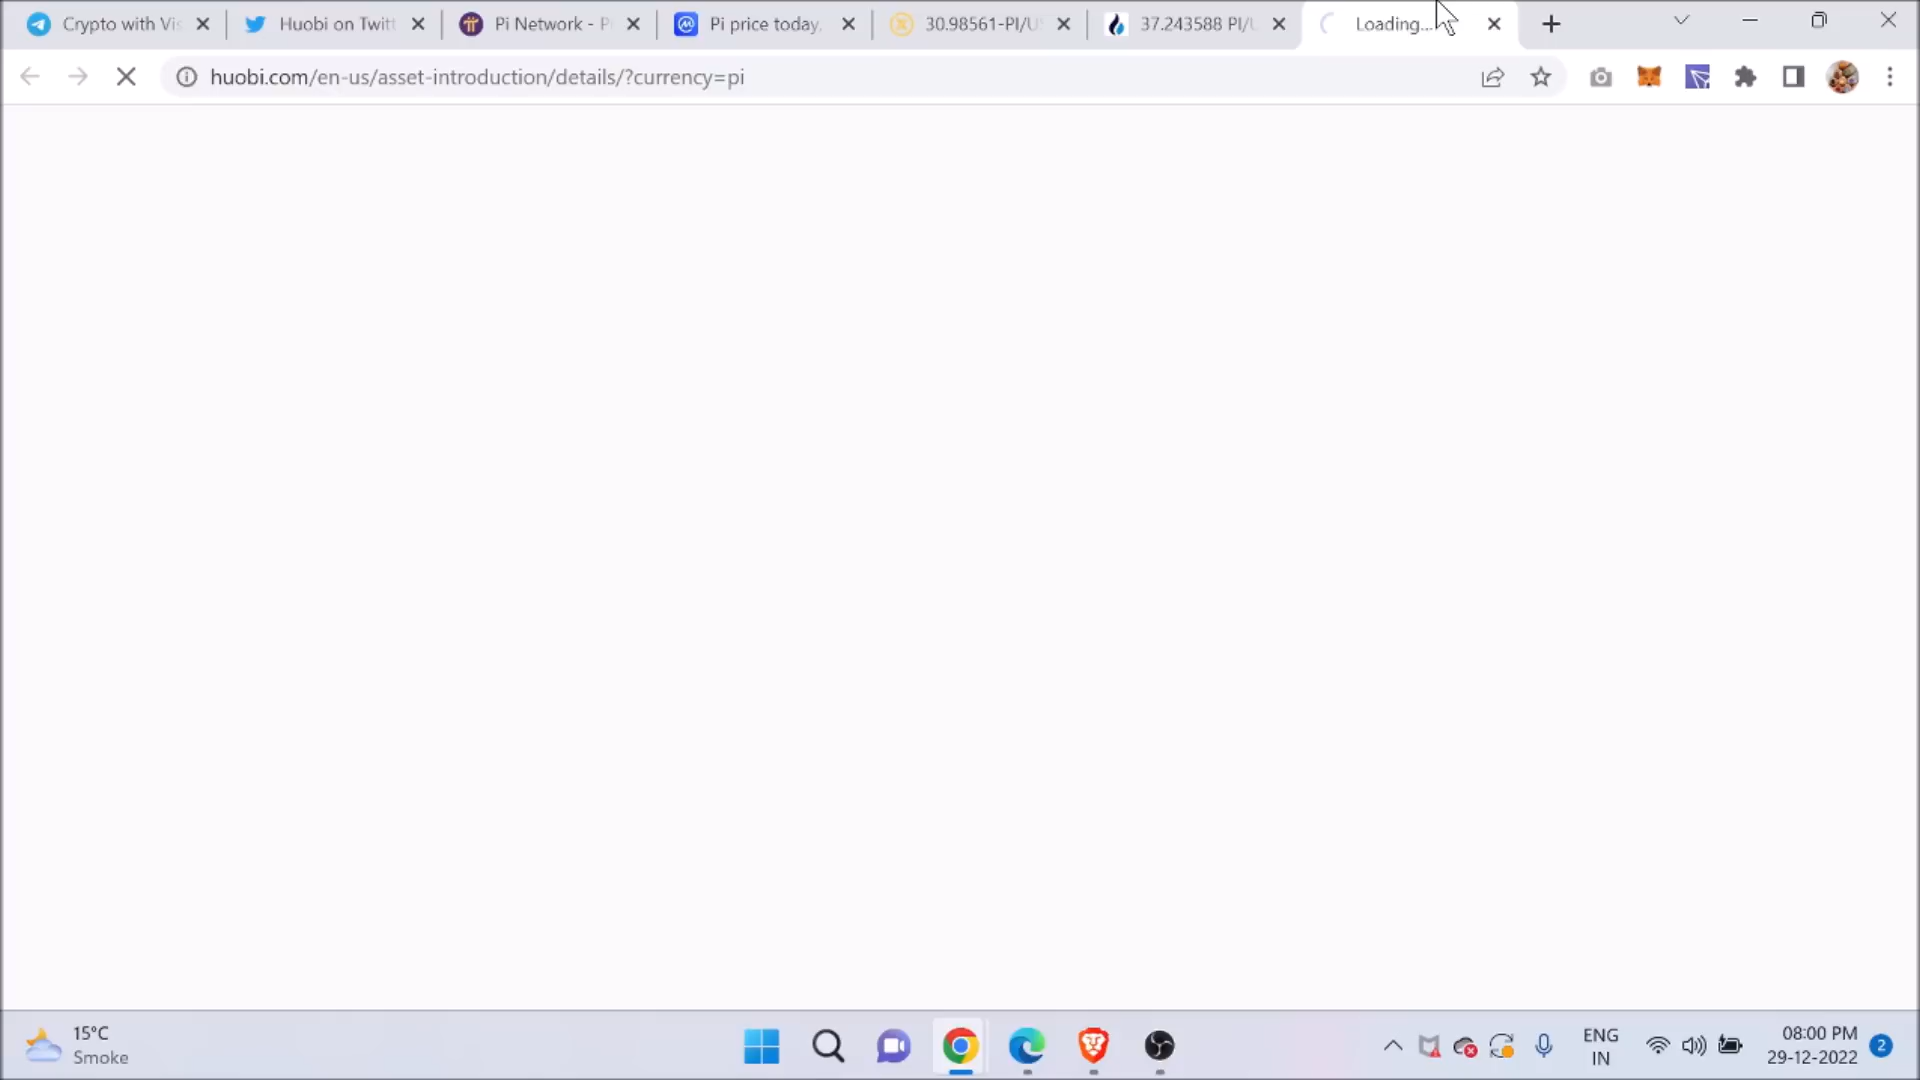 Crypto with Vis
Huobi on Twitt
Pi Network - P
Pi price today,
30.98561-PI/U
37.243588 PI/U
Loading...
huobi.com/en-us/asset-introduction/details/?currency=pi
15°C
Smoke
ENG
IN
08:00 PM
29-12-2022
2